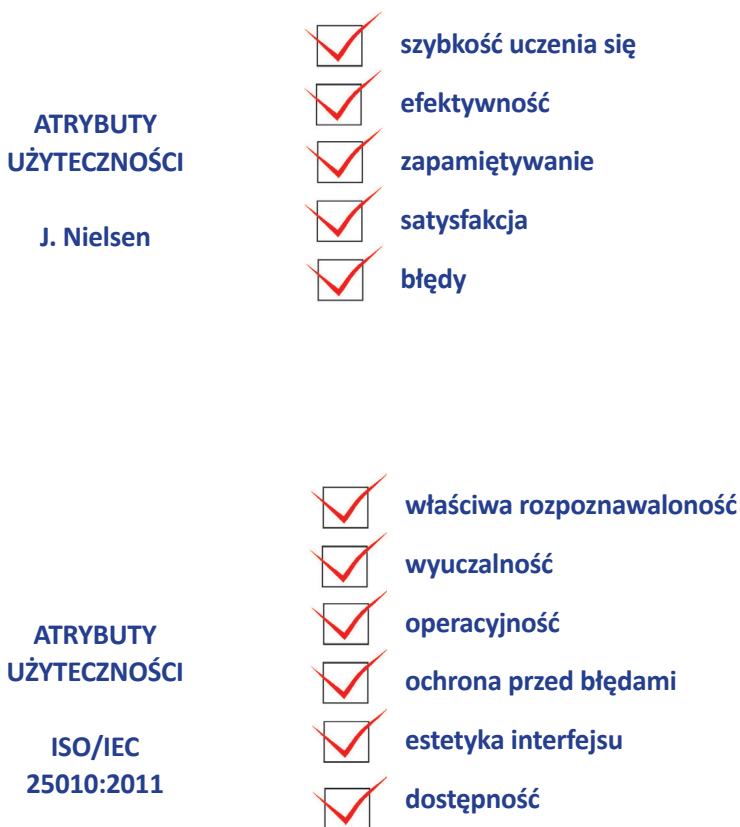 ATRYBUTY
UŻYTECZNOŚCI
J. Nielsen
szybkość uczenia się
efektywność
zapamiętywanie
satysfakcja
błędy
ATRYBUTY
UŻYTECZNOŚCI
ISO/IEC
25010:2011
właściwa rozpoznawaloność
wyuczalność
operacyjność
ochrona przed błędami
estetyka interfejsu
dostępność